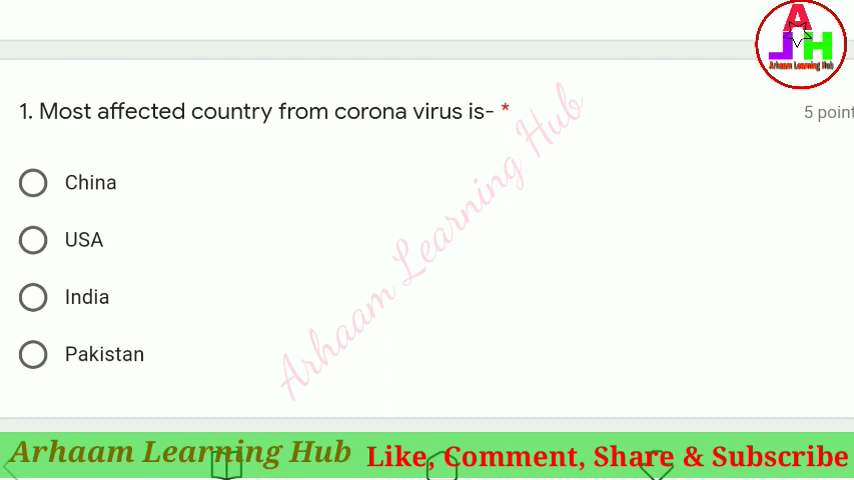 A
J H
Arhaam Learning Hub
1. Most affected country from corona virus is- *
5 point
China
USA
India
Pakistan
Arhaam Learning Hub
Arhaam Learning Hub Like, Comment, Share & Subscribe